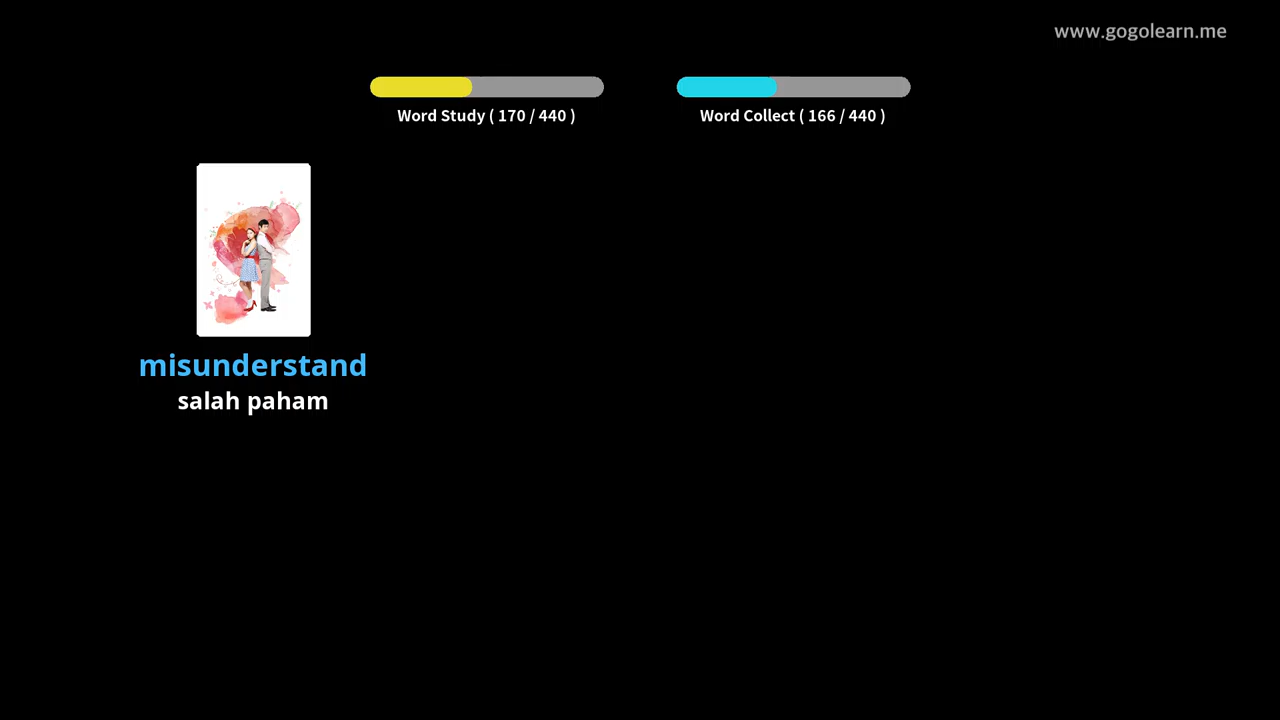 www.gogolearn.me
Word Study ( 170 / 440 )
Word Collect ( 166 / 440 )
misunderstand
salah paham